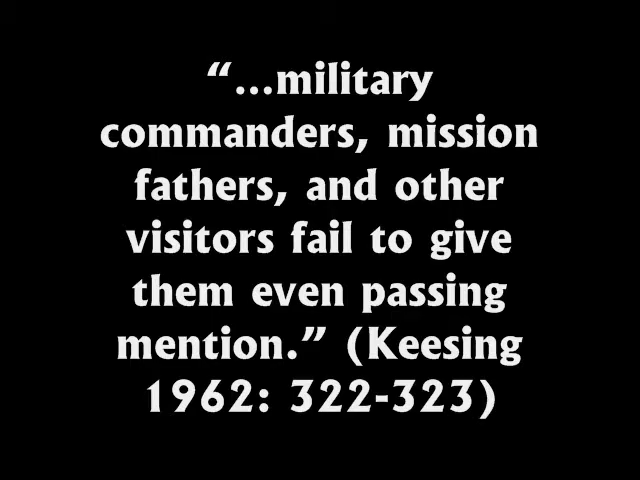 “...military
commanders, mission
fathers, and other
visitors fail to give
them even passing
mention.” (Keesing
1962: 322-323)